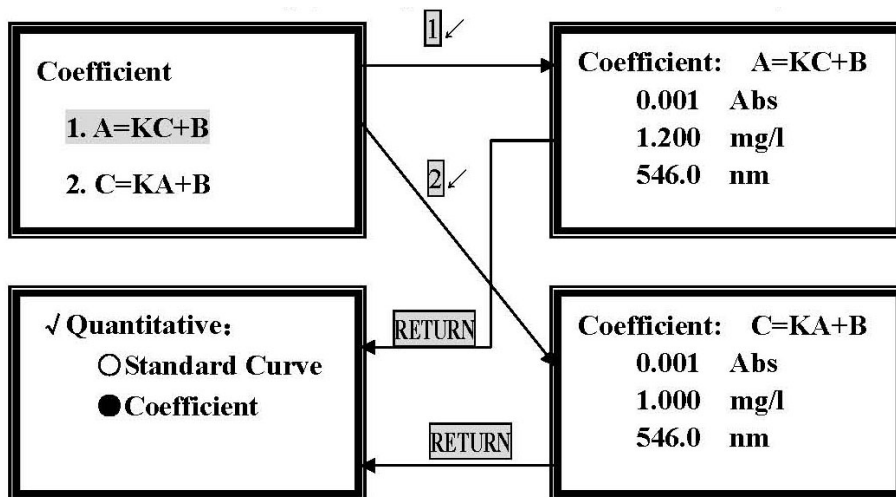 Coefficient
1. A=KC+B
2. C=KA+B
1↙
2↙
Coefficient: A=KC+B
0.001 Abs
1.200 mg/l
546.0 nm
√ Quantitative：
○Standard Curve
●Coefficient
RETURN
RETURN
Coefficient: C=KA+B
0.001 Abs
1.000 mg/l
546.0 nm